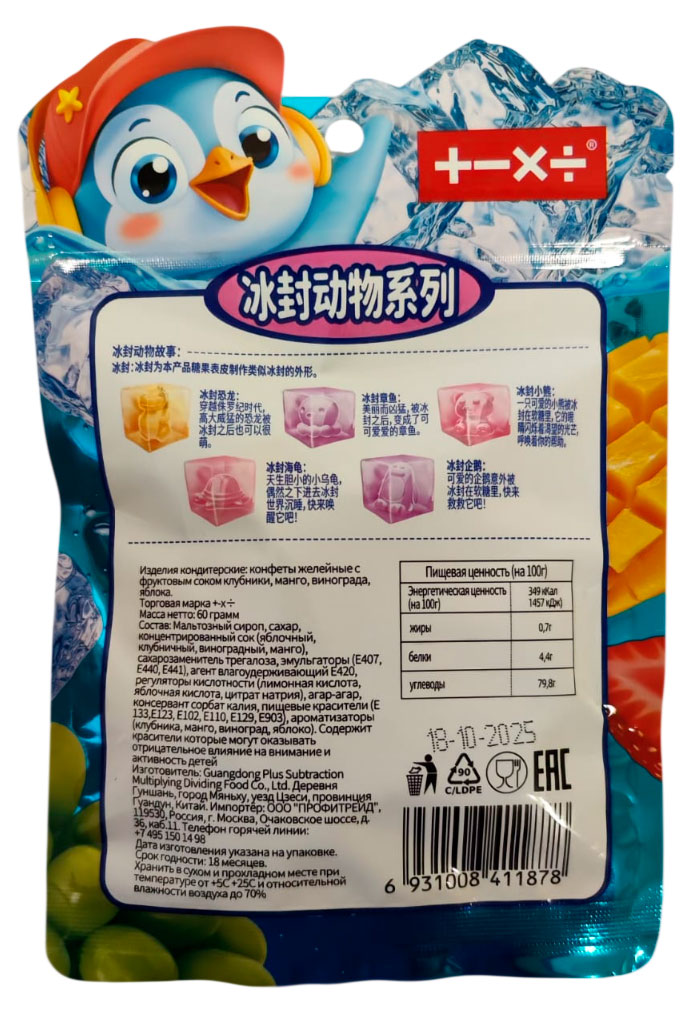 +−×÷®
冰封动物系列
冰封动物故事:
冰封:冰封为本产品糖果表皮制作类似冰封的外形。
冰封恐龙:
穿越侏罗纪时代,
高大威猛的恐龙被
冰封之后也可以很
萌。
冰封章鱼:
美丽而凶猛,被冰
封之后,变成了可
可爱爱的章鱼。
冰封小熊:
一只可爱的小熊被冰
封在软糖里,它的眼
睛闪烁着渴望的光芒,
呼唤着你的帮助。
冰封海龟:
天生胆小的小乌龟,
偶然之下进去冰封
世界沉睡,快来唤
醒它吧!
冰封企鹅:
可爱的企鹅意外被
冰封在软糖里,快来
救救它吧!
Изделия кондитерские: конфеты желейные с
фруктовым соком клубники, манго, винограда,
яблока.
Торговая марка +-x÷
Масса нетто: 60 грамм
Состав: Мальтозный сироп, сахар,
концентрированный сок (яблочный,
клубничный, виноградный, манго),
сахарозаменитель трегалоза, эмульгаторы (E407,
E440, E441), агент влагоудерживающий E420,
регуляторы кислотности (лимонная кислота,
яблочная кислота, цитрат натрия), агар-агар,
консервант сорбат калия, пищевые красители (E
133,E123, E102, E110, E129, E903), ароматизаторы
(клубника, манго, виноград, яблоко). Содержит
красители которые могут оказывать
отрицательное влияние на внимание и
активность детей
Изготовитель: Guangdong Plus Subtraction
Multiplying Dividing Food Co., Ltd. Деревня
Гуншань, город Мяньху, уезд Цзеси, провинция
Гуандун, Китай. Импортёр: ООО "ПРОФИТРЕЙД",
119530, Россия, г. Москва, Очаковское шоссе, д.
36, каб.11. Телефон горячей линии:
+7 495 150 14 98
Дата изготовления указана на упаковке.
Срок годности: 18 месяцев.
Хранить в сухом и прохладном месте при
температуре от +5С +25С и относительной
влажности воздуха до 70%
Пищевая ценность (на 100г)
Энергетическая ценность 349 кКал
(на 100г) 1457 кДж)
жиры 0,7г
белки 4,4г
углеводы 79,8г
18-10-2025
90
C/LDPE
EAC
6 931008 411878